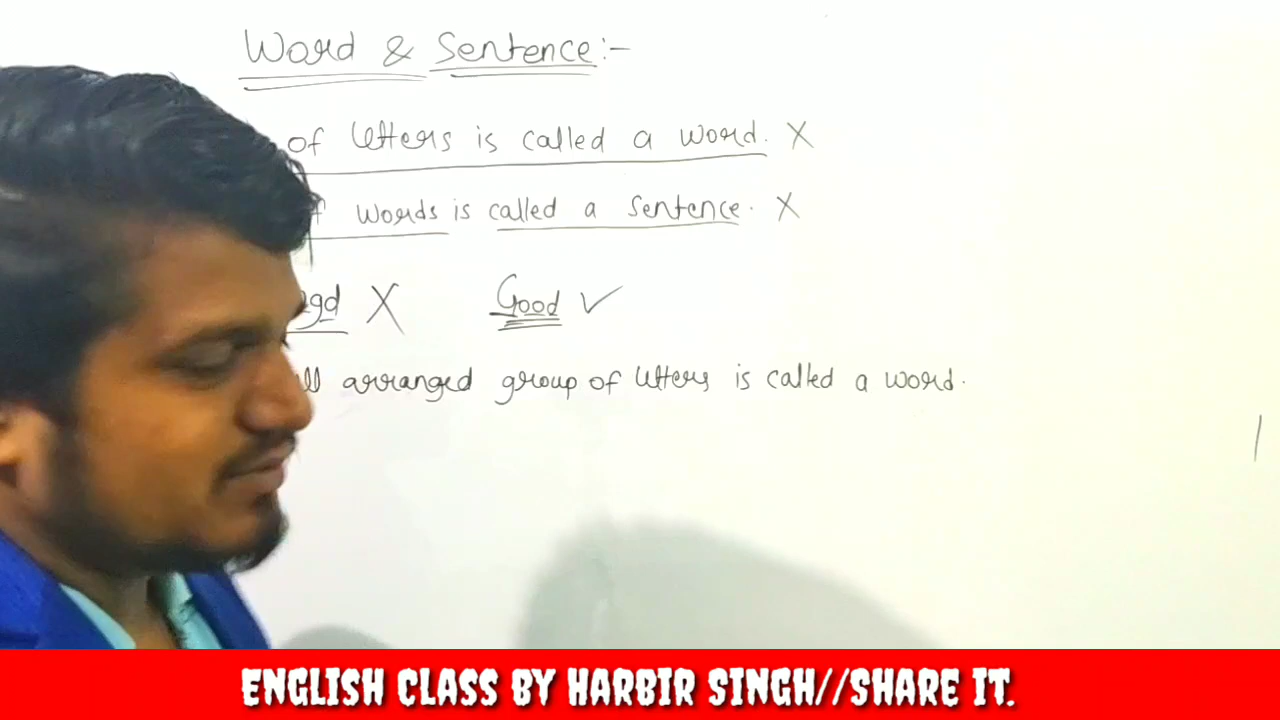 Word & Sentence:-
of letters is called a word. X
words is called a sentence. X
X Good ✓
arranged group of letters is called a word.
ENGLISH CLASS BY HARBIR SINGH//SHARE IT.